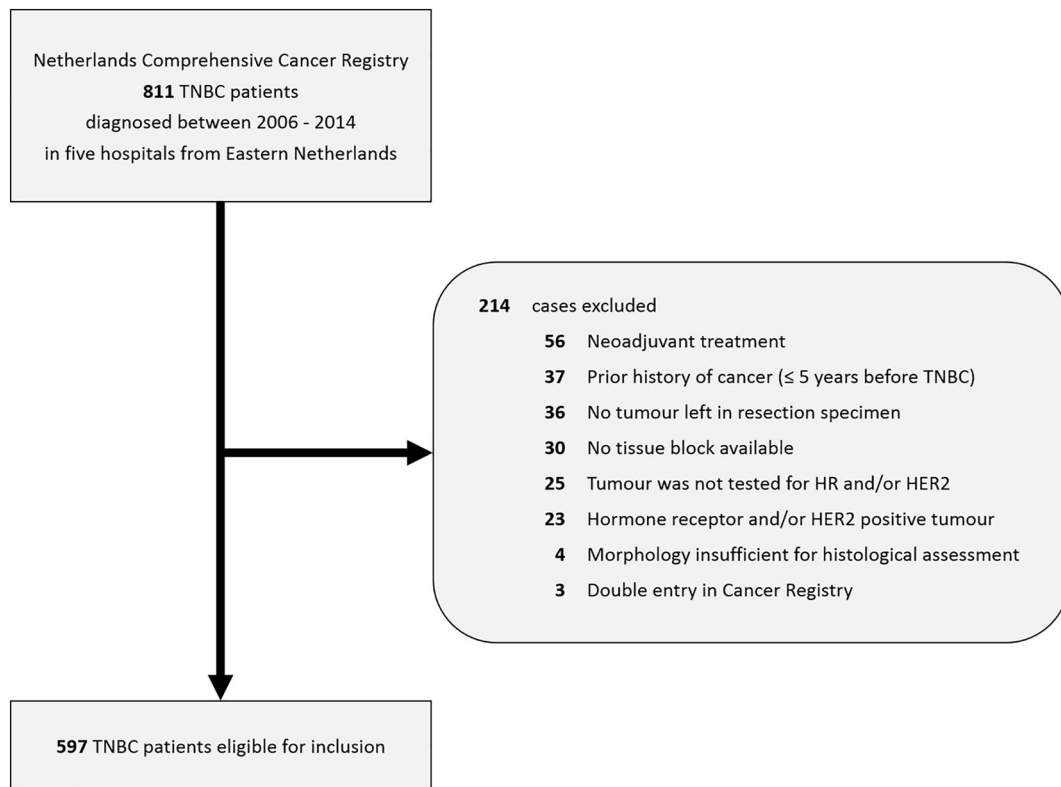 Netherlands Comprehensive Cancer Registry
811 TNBC patients
diagnosed between 2006 - 2014
in five hospitals from Eastern Netherlands
214 cases excluded
56 Neoadjuvant treatment
37 Prior history of cancer (≤ 5 years before TNBC)
36 No tumour left in resection specimen
30 No tissue block available
25 Tumour was not tested for HR and/or HER2
23 Hormone receptor and/or HER2 positive tumour
4 Morphology insufficient for histological assessment
3 Double entry in Cancer Registry
597 TNBC patients eligible for inclusion